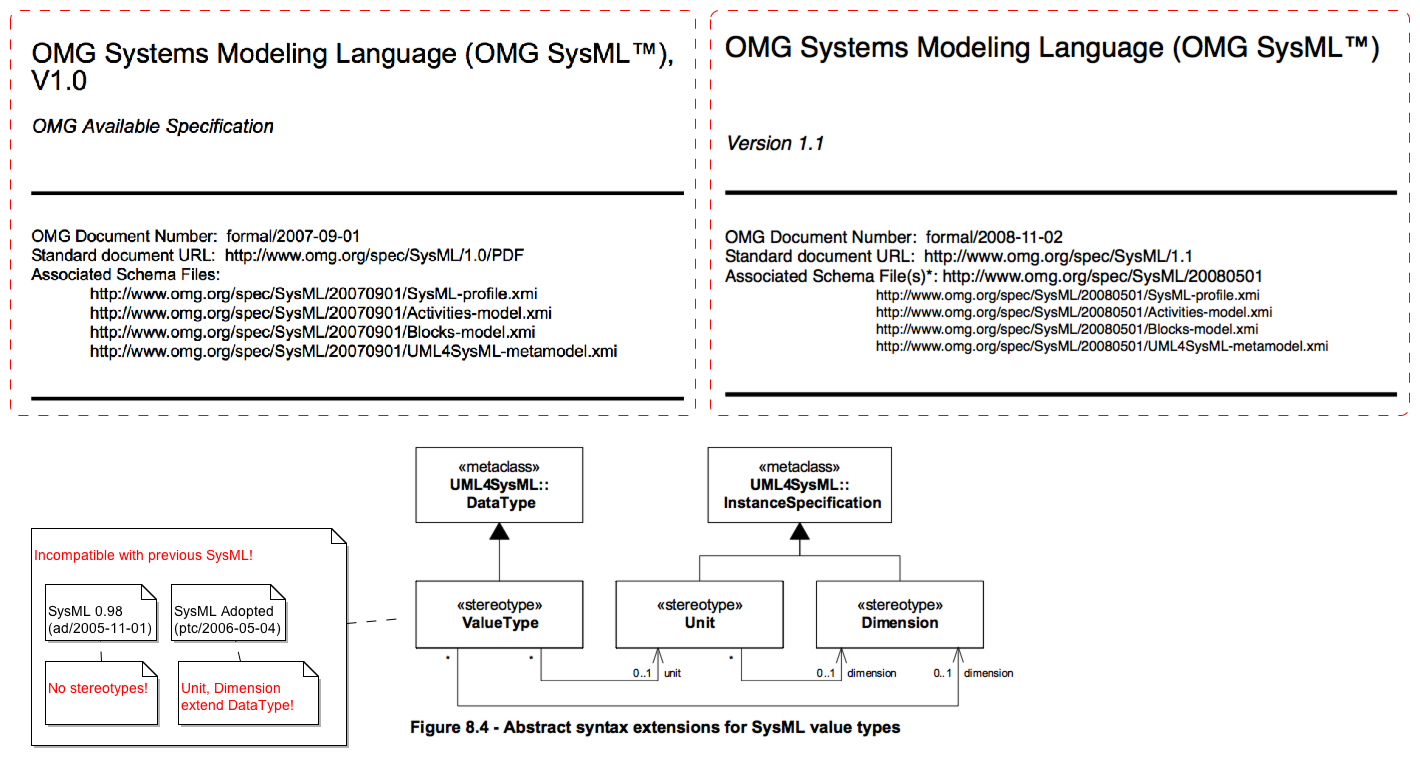 OMG Systems Modeling Language (OMG SysML™),
V1.0
OMG Available Specification
OMG Document Number:  formal/2007-09-01
Standard document URL:  http://www.omg.org/spec/SysML/1.0/PDF
Associated Schema Files:
http://www.omg.org/spec/SysML/20070901/SysML-profile.xmi
http://www.omg.org/spec/SysML/20070901/Activities-model.xmi
http://www.omg.org/spec/SysML/20070901/Blocks-model.xmi
http://www.omg.org/spec/SysML/20070901/UML4SysML-metamodel.xmi
OMG Systems Modeling Language (OMG SysML™)
Version 1.1
OMG Document Number:  formal/2008-11-02
Standard document URL:  http://www.omg.org/spec/SysML/1.1
Associated Schema File(s)*: http://www.omg.org/spec/SysML/20080501
http://www.omg.org/spec/SysML/20080501/SysML-profile.xmi
http://www.omg.org/spec/SysML/20080501/Activities-model.xmi
http://www.omg.org/spec/SysML/20080501/Blocks-model.xmi
http://www.omg.org/spec/SysML/20080501/UML4SysML-metamodel.xmi
Incompatible with previous SysML!
SysML 0.98
(ad/2005-11-01)
SysML Adopted
(ptc/2006-05-04)
No stereotypes!
Unit, Dimension
extend DataType!
«metaclass»
UML4SysML::
DataType
«metaclass»
UML4SysML::
InstanceSpecification
«stereotype»
ValueType
«stereotype»
Unit
«stereotype»
Dimension
*
*
0..1 unit
*
0..1 dimension
0..1 dimension
Figure 8.4 - Abstract syntax extensions for SysML value types